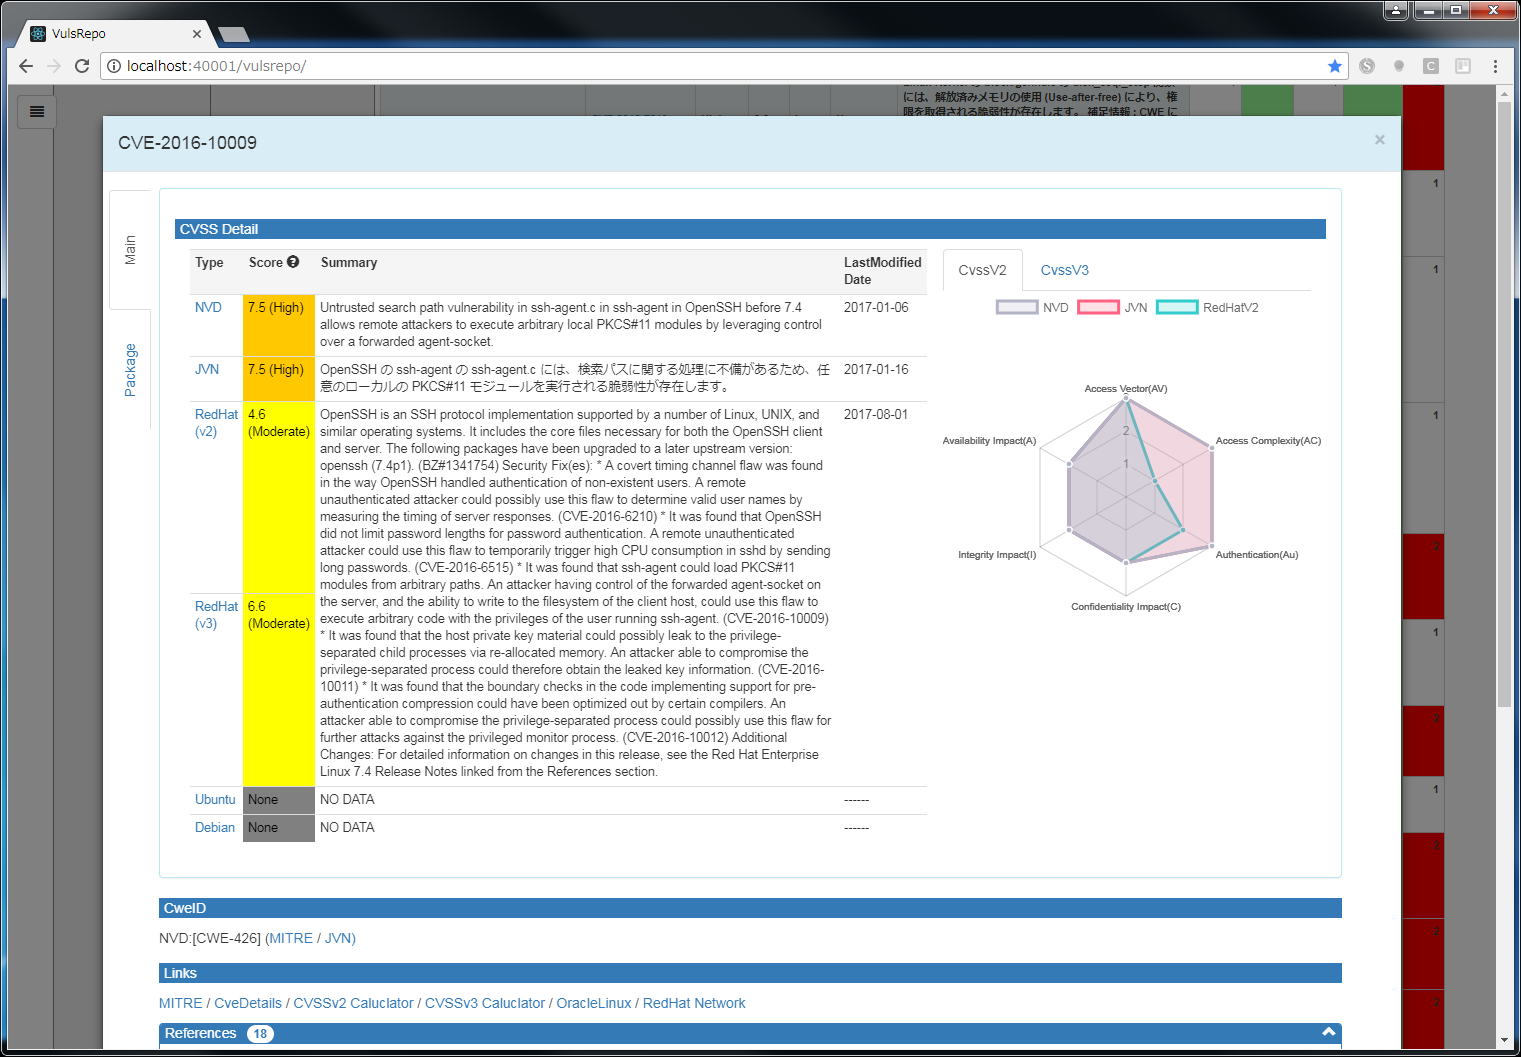 VulsRepo
localhost:40001/vulsrepo/
には、解放済みメモリの使用 (Use-after-free) により、権
限を取得される脆弱性が存在します。 補足情報 : CWE に
CVE-2016-10009
×
Main
Package
CVSS Detail
Type Score Summary LastModified
Date
NVD 7.5 (High) Untrusted search path vulnerability in ssh-agent.c in ssh-agent in OpenSSH before 7.4 2017-01-06
allows remote attackers to execute arbitrary local PKCS#11 modules by leveraging control
over a forwarded agent-socket.
JVN 7.5 (High) OpenSSH の ssh-agent の ssh-agent.c には、検索パスに関する処理に不備があるため、任 2017-01-16
意のローカルの PKCS#11 モジュールを実行される脆弱性が存在します。
RedHat 4.6 OpenSSH is an SSH protocol implementation supported by a number of Linux, UNIX, and 2017-08-01
(v2) (Moderate) similar operating systems. It includes the core files necessary for both the OpenSSH client
and server. The following packages have been upgraded to a later upstream version:
openssh (7.4p1). (BZ#1341754) Security Fix(es): * A covert timing channel flaw was found
in the way OpenSSH handled authentication of non-existent users. A remote
unauthenticated attacker could possibly use this flaw to determine valid user names by
measuring the timing of server responses. (CVE-2016-6210) * It was found that OpenSSH
did not limit password lengths for password authentication. A remote unauthenticated
attacker could use this flaw to temporarily trigger high CPU consumption in sshd by sending
long passwords. (CVE-2016-6515) * It was found that ssh-agent could load PKCS#11
modules from arbitrary paths. An attacker having control of the forwarded agent-socket on
RedHat 6.6 the server, and the ability to write to the filesystem of the client host, could use this flaw to
(v3) (Moderate) execute arbitrary code with the privileges of the user running ssh-agent. (CVE-2016-10009)
* It was found that the host private key material could possibly leak to the privilege-
separated child processes via re-allocated memory. An attacker able to compromise the
privilege-separated process could therefore obtain the leaked key information. (CVE-2016-
10011) * It was found that the boundary checks in the code implementing support for pre-
authentication compression could have been optimized out by certain compilers. An
attacker able to compromise the privilege-separated process could possibly use this flaw for
further attacks against the privileged monitor process. (CVE-2016-10012) Additional
Changes: For detailed information on changes in this release, see the Red Hat Enterprise
Linux 7.4 Release Notes linked from the References section.
Ubuntu None NO DATA ------
Debian None NO DATA ------
CvssV2 CvssV3
NVD JVN RedHatV2
Access Vector(AV)
2
Availability Impact(A) Access Complexity(AC)
1
Integrity Impact(I) Authentication(Au)
Confidentiality Impact(C)
CweID
NVD:[CWE-426] (MITRE / JVN)
Links
MITRE / CveDetails / CVSSv2 Caluclator / CVSSv3 Caluclator / OracleLinux / RedHat Network
References 18
1
1
1
2
1
2
1
2
2
2